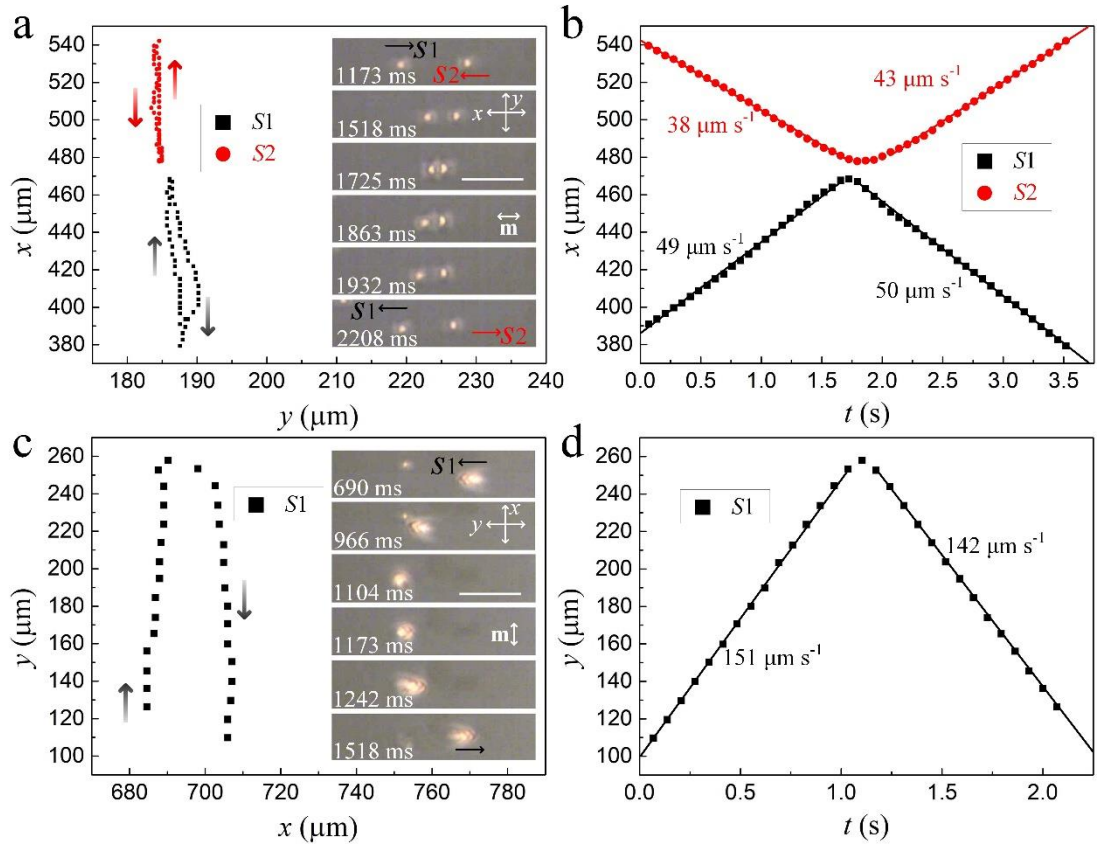 a
540
520
500
480
460
440
420
400
380
x (μm)
180 190 200 210 220 230 240
y (μm)
S1
S2
S1
1173 ms S2
1518 ms x y
1725 ms
1863 ms m
1932 ms
S1
2208 ms S2
b
540
520
500
480
460
440
420
400
380
x (μm)
0.0 0.5 1.0 1.5 2.0 2.5 3.0 3.5
t (s)
43 μm s-1
38 μm s-1
S1
S2
49 μm s-1
50 μm s-1
c
260
240
220
200
180
160
140
120
100
y (μm)
680 700 720 740 760 780
x (μm)
S1
S1
690 ms
966 ms y x
1104 ms
1173 ms m
1242 ms
1518 ms
d
260
240
220
200
180
160
140
120
100
y (μm)
0.0 0.5 1.0 1.5 2.0
t (s)
S1
142 μm s-1
151 μm s-1